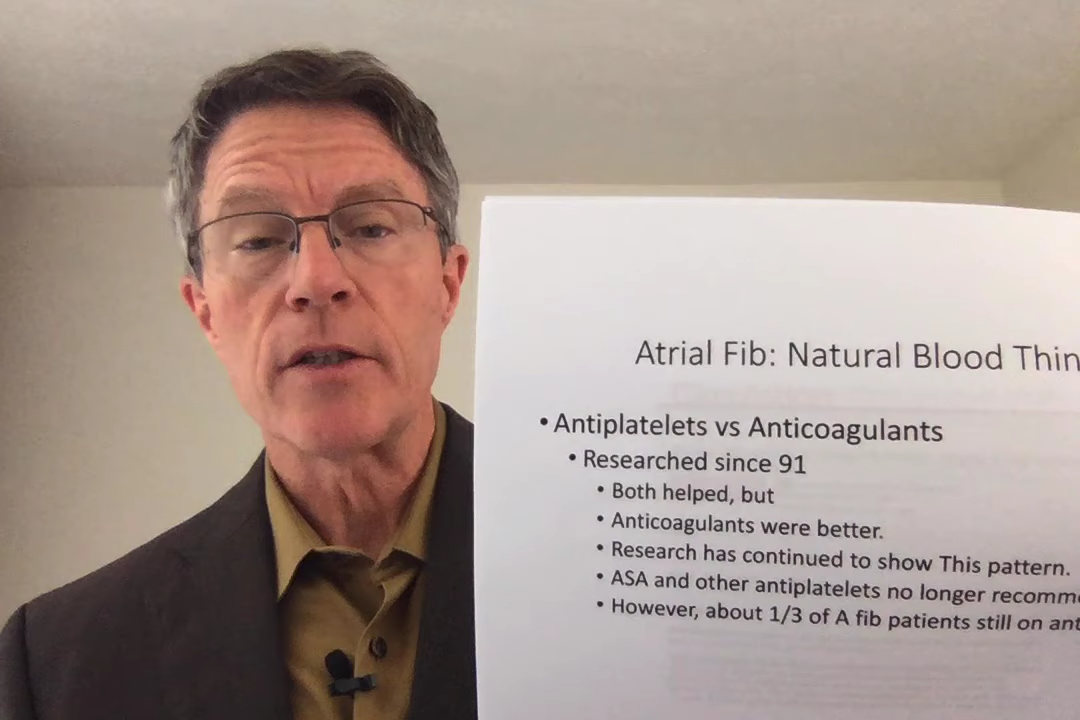 Atrial Fib: Natural Blood Thin
• Antiplatelets vs Anticoagulants
• Researched since 91
• Both helped, but
• Anticoagulants were better.
• Research has continued to show This pattern.
• ASA and other antiplatelets no longer recomme
• However, about 1/3 of A fib patients still on ant